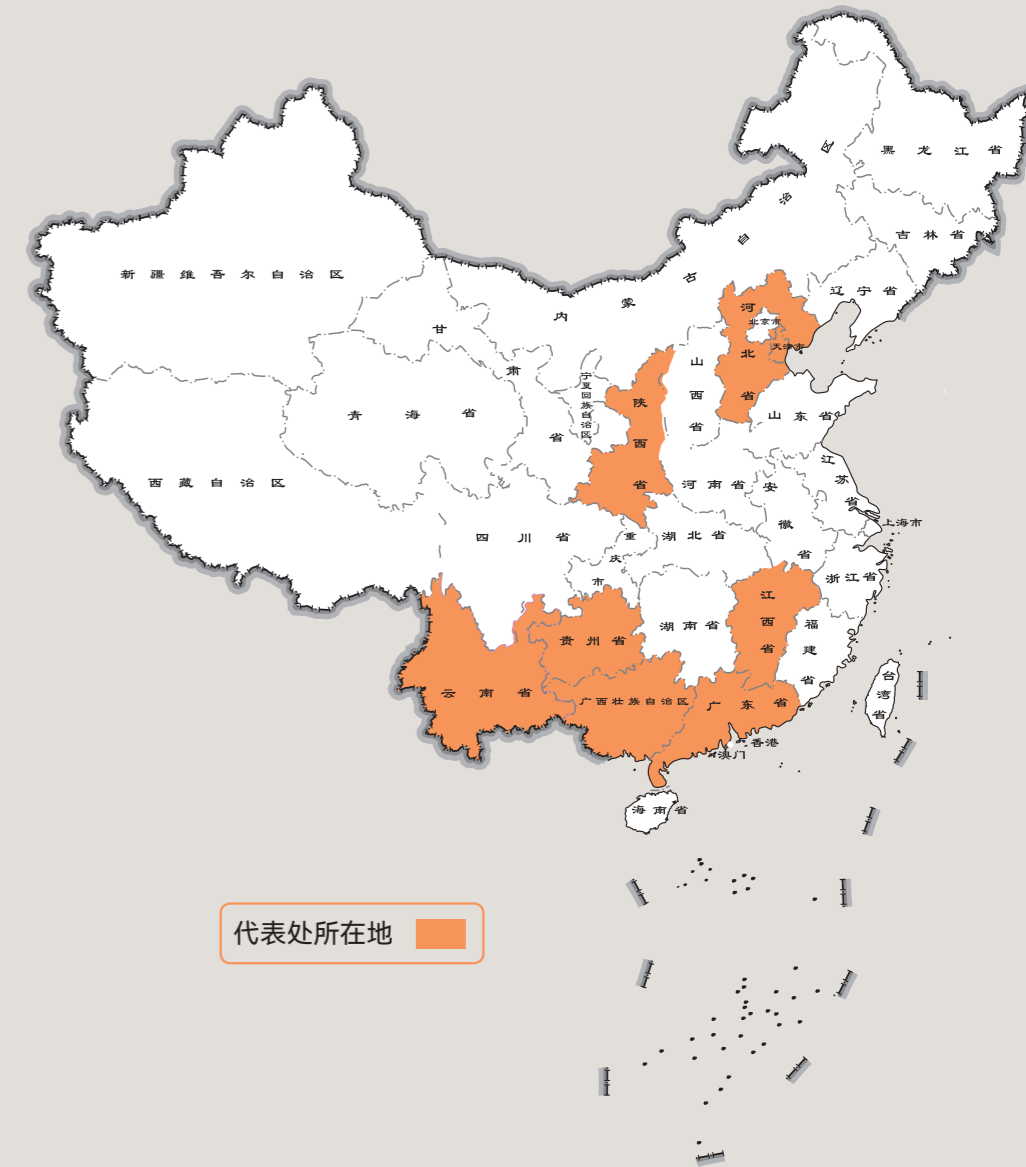 黑龙江省
内蒙古自治区
吉林省
辽宁省
新疆维吾尔自治区
甘肃省
河北省
北京市
天津市
山西省
宁夏回族自治区
陕西省
青海省
山东省
西藏自治区
河南省
江苏省
安徽省
上海市
四川省
重庆市
湖北省
浙江省
江西省
湖南省
福建省
贵州省
云南省
广西壮族自治区
广东省
台湾省
香港
澳门
海南省
代表处所在地